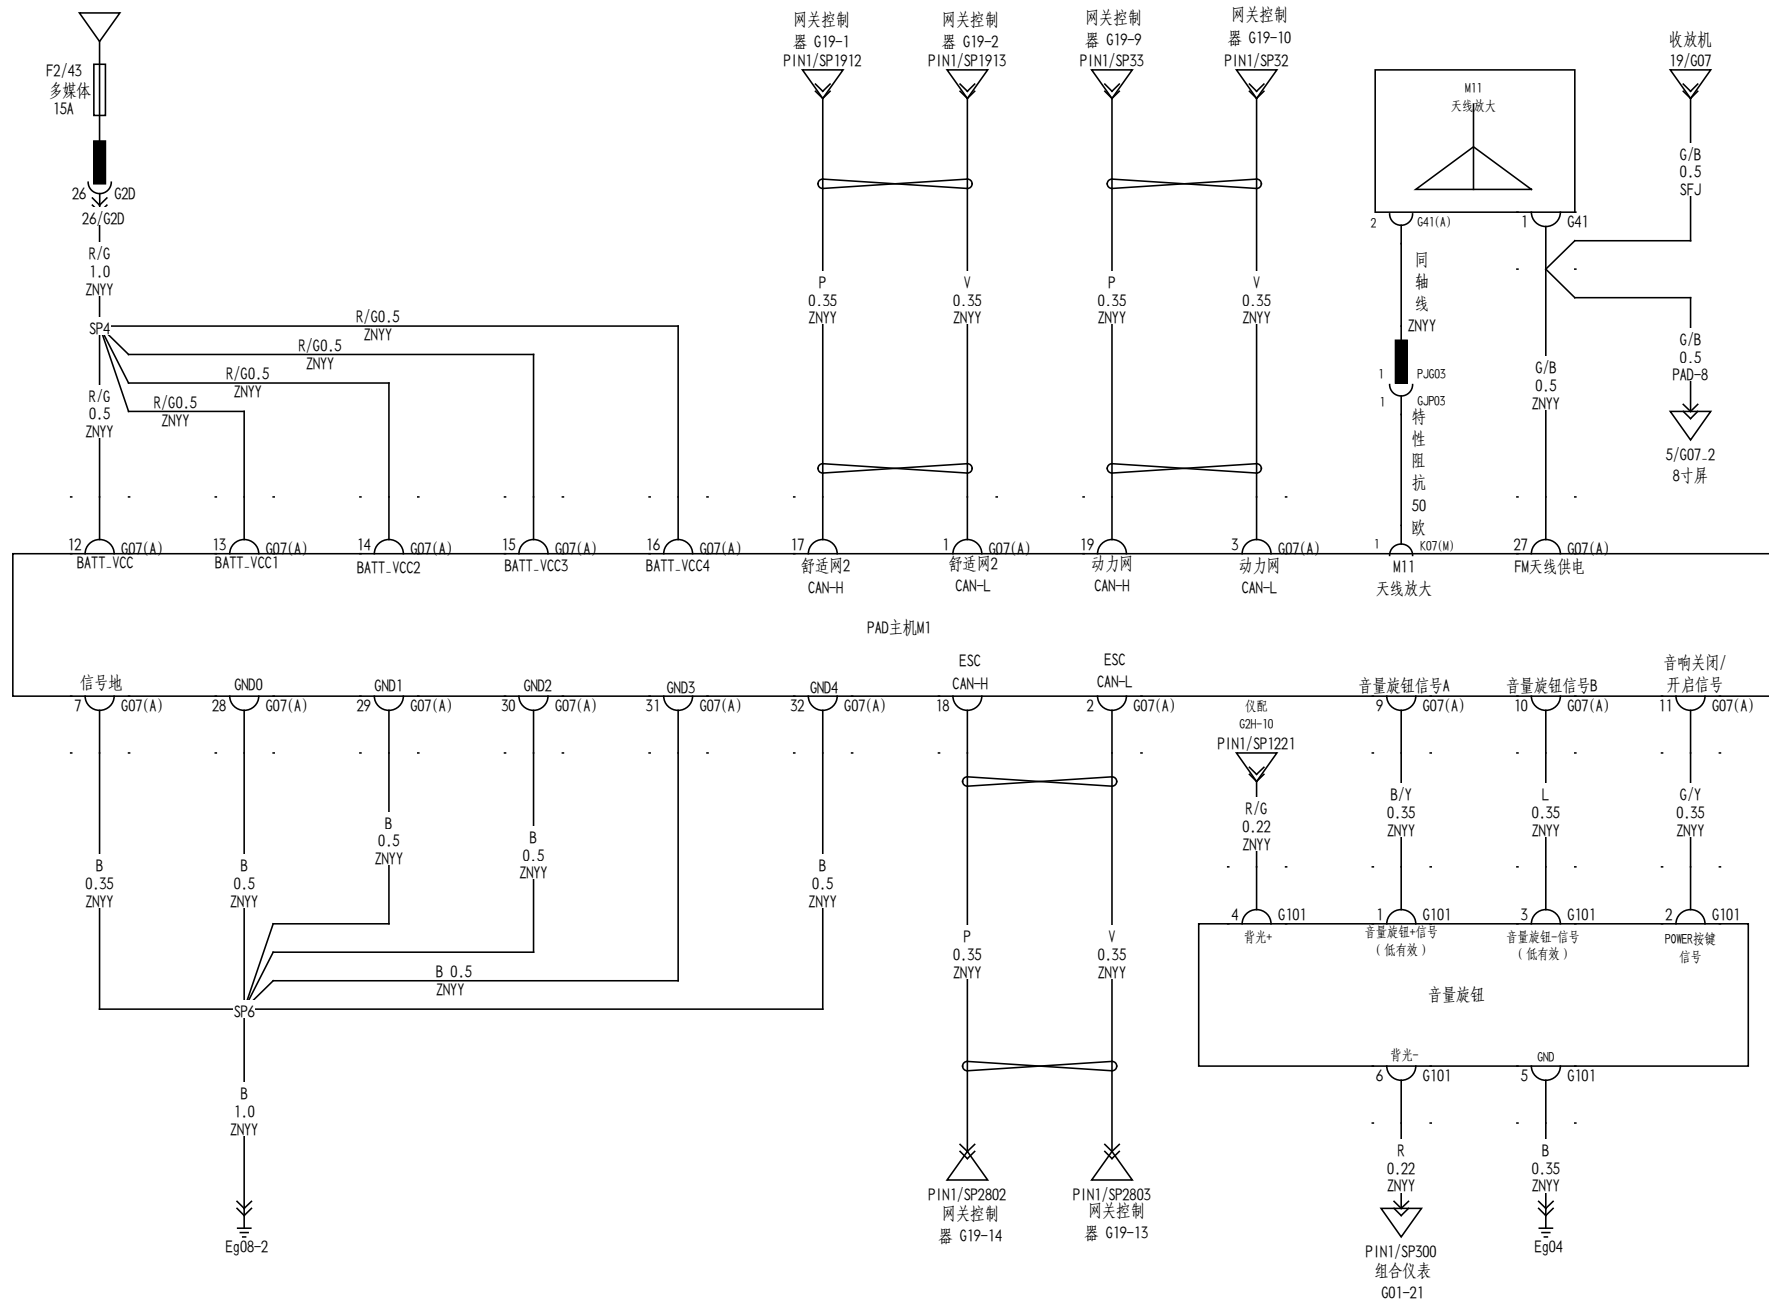 F2/43
多媒体
15A
26
G2D
26/G2D
R/G
1.0
ZNYY
SP4
R/G
0.5
ZNYY
R/G0.5
ZNYY
R/G0.5
ZNYY
R/G0.5
ZNYY
R/G0.5
ZNYY
网关控制
器 G19-1
PIN1/SP1912
网关控制
器 G19-2
PIN1/SP1913
网关控制
器 G19-9
PIN1/SP33
网关控制
器 G19-10
PIN1/SP32
P
0.35
ZNYY
V
0.35
ZNYY
P
0.35
ZNYY
V
0.35
ZNYY
M11
天线放大
2
G41(A)
1
G41
同
轴
线
ZNYY
1
PJG03
1
GJP03
特
性
阻
抗
50
欧
G/B
0.5
ZNYY
收放机
19/G07
G/B
0.5
SFJ
G/B
0.5
PAD-8
5/G07_2
8寸屏
12
G07(A)
BATT_VCC
13
G07(A)
BATT_VCC1
14
G07(A)
BATT_VCC2
15
G07(A)
BATT_VCC3
16
G07(A)
BATT_VCC4
17
舒适网2
CAN-H
1
G07(A)
舒适网2
CAN-L
19
动力网
CAN-H
3
G07(A)
动力网
CAN-L
1
K07(M)
M11
天线放大
27
G07(A)
FM天线供电
PAD主机M1
信号地
7
G07(A)
GND0
28
G07(A)
GND1
29
G07(A)
GND2
30
G07(A)
GND3
31
G07(A)
GND4
32
G07(A)
ESC
CAN-H
18
ESC
CAN-L
2
G07(A)
音量旋钮信号A
9
G07(A)
音量旋钮信号B
10
G07(A)
音响关闭/
开启信号
11
G07(A)
B
0.35
ZNYY
B
0.5
ZNYY
B
0.5
ZNYY
B
0.5
ZNYY
B 0.5
ZNYY
B
0.5
ZNYY
SP6
B
1.0
ZNYY
Eg08-2
P
0.35
ZNYY
V
0.35
ZNYY
PIN1/SP2802
网关控制
器 G19-14
PIN1/SP2803
网关控制
器 G19-13
仪配
G2H-10
PIN1/SP1221
R/G
0.22
ZNYY
B/Y
0.35
ZNYY
L
0.35
ZNYY
G/Y
0.35
ZNYY
4
G101
背光+
1
G101
音量旋钮+信号
(低有效)
3
G101
音量旋钮-信号
(低有效)
2
G101
POWER按键
信号
音量旋钮
背光-
6
G101
GND
5
G101
R
0.22
ZNYY
PIN1/SP300
组合仪表
G01-21
B
0.35
ZNYY
Eg04